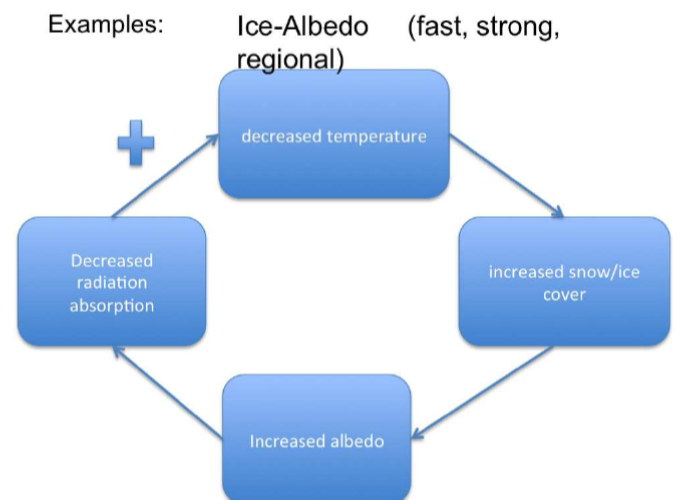 Examples:
Ice-Albedo (fast, strong,
regional)
decreased temperature
increased snow/ice
cover
Increased albedo
Decreased
radiation
absorption